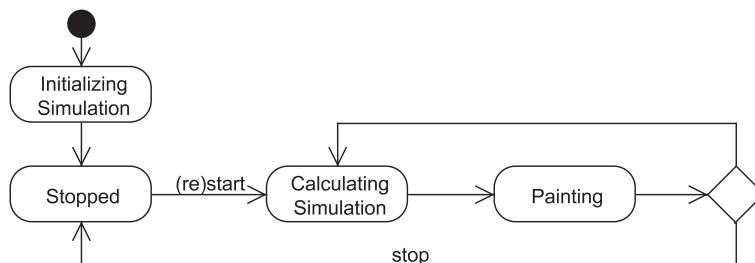 Initializing
Simulation
Stopped
(re)start
Calculating
Simulation
Painting
stop